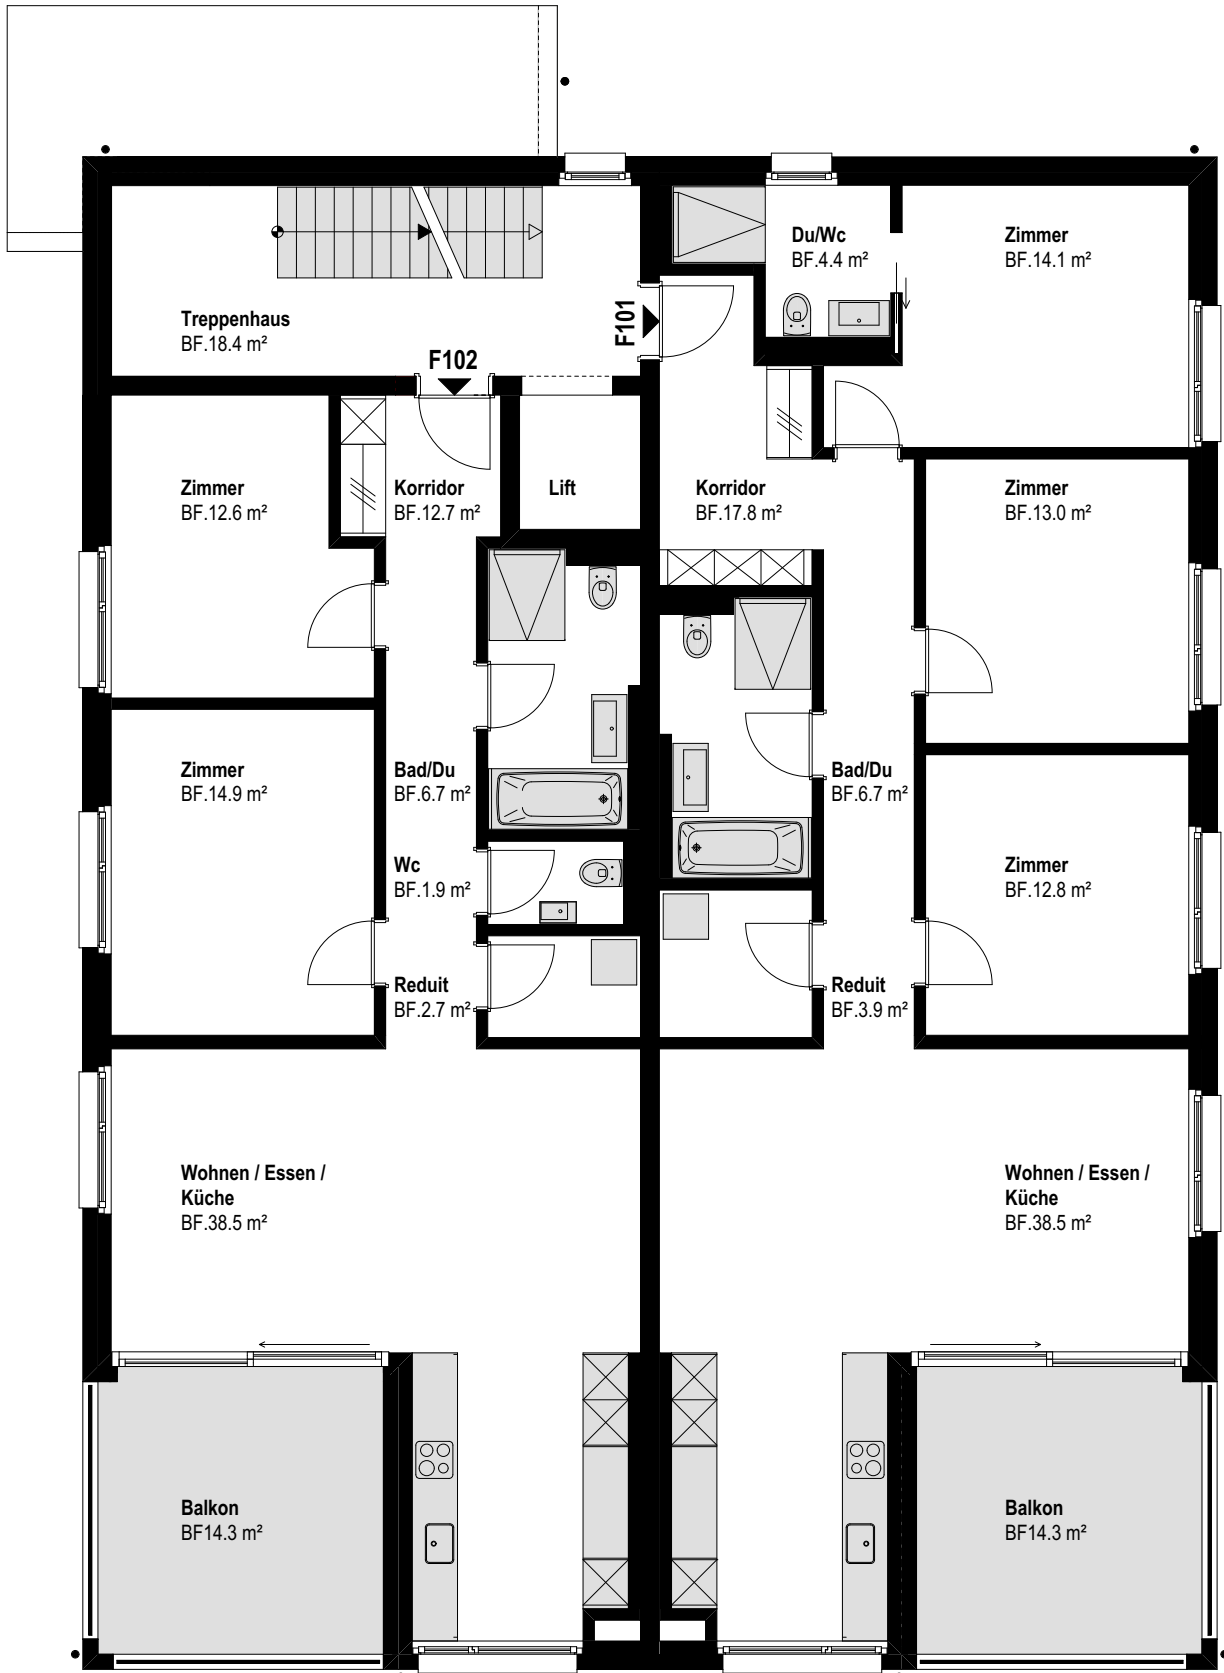 Du/Wc
BF.4.4 m²
Zimmer
BF.14.1 m²
Treppenhaus
BF.18.4 m²
F101
F102
Zimmer
BF.12.6 m²
Korridor
BF.12.7 m²
Lift
Korridor
BF.17.8 m²
Zimmer
BF.13.0 m²
Zimmer
BF.14.9 m²
Bad/Du
BF.6.7 m²
Bad/Du
BF.6.7 m²
Wc
BF.1.9 m²
Zimmer
BF.12.8 m²
Reduit
BF.2.7 m²
Reduit
BF.3.9 m²
Wohnen / Essen /
Küche
BF.38.5 m²
Wohnen / Essen /
Küche
BF.38.5 m²
Balkon
BF14.3 m²
Balkon
BF14.3 m²